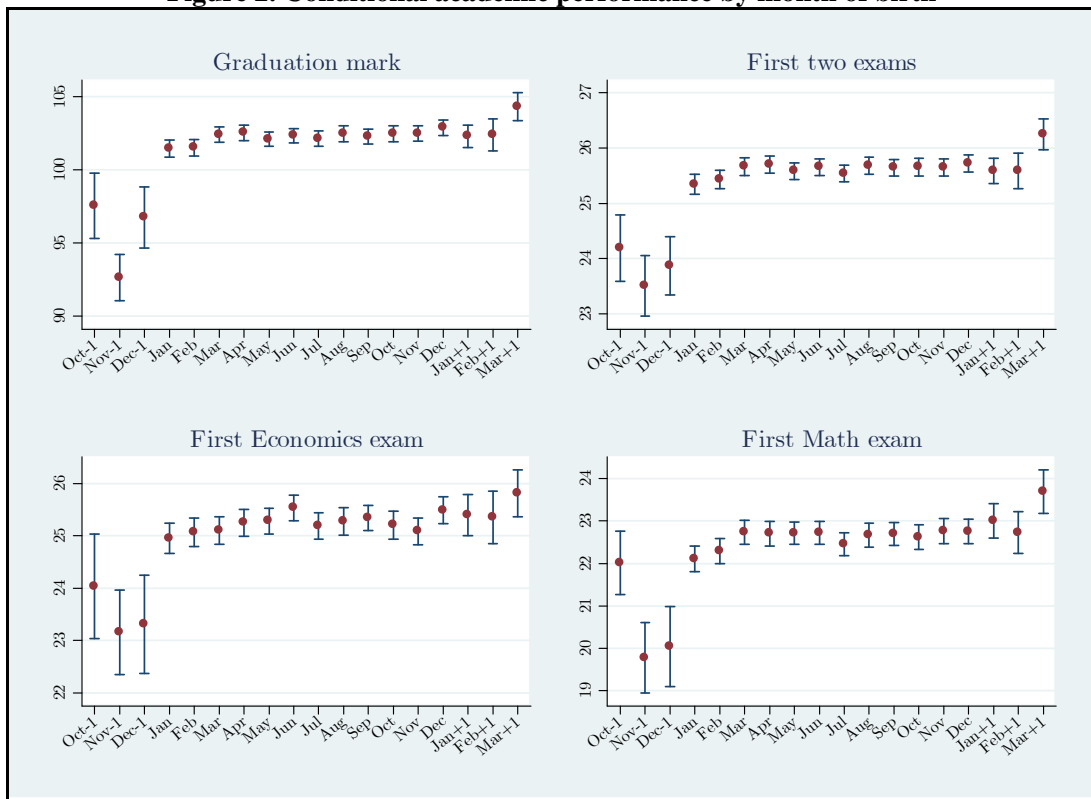 Figure 2: Conditional academic performance by month of birth
Graduation mark
105
100
95
90
Oct-1 Nov-1 Dec-1 Jan Feb Mar Apr May Jun Jul Aug Sep Oct Nov Dec Jan+1 Feb+1 Mar+1
First two exams
27
26
25
24
23
Oct-1 Nov-1 Dec-1 Jan Feb Mar Apr May Jun Jul Aug Sep Oct Nov Dec Jan+1 Feb+1 Mar+1
First Economics exam
26
25
24
23
22
Oct-1 Nov-1 Dec-1 Jan Feb Mar Apr May Jun Jul Aug Sep Oct Nov Dec Jan+1 Feb+1 Mar+1
First Math exam
24
23
22
21
20
19
Oct-1 Nov-1 Dec-1 Jan Feb Mar Apr May Jun Jul Aug Sep Oct Nov Dec Jan+1 Feb+1 Mar+1